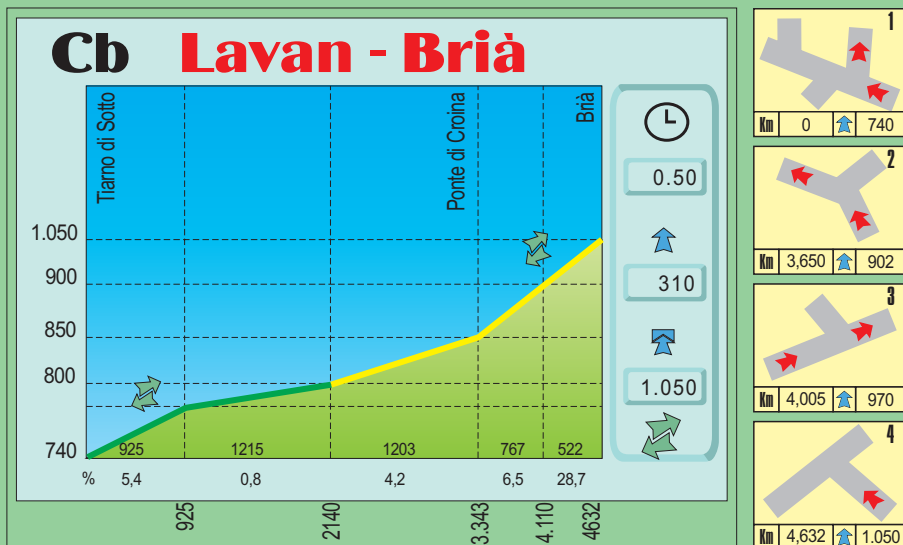 Cb Lavan - Brià
Tiarno di Sotto
Ponte di Croina
Brià
1.050
900
850
800
740
925 1215 1203 767 522
% 5,4 0,8 4,2 6,5 28,7
925 2140 3.343 4.110 4632
0.50
310
1.050
1
Km 0 740
2
Km 3,650 902
3
Km 4,005 970
4
Km 4,632 1.050